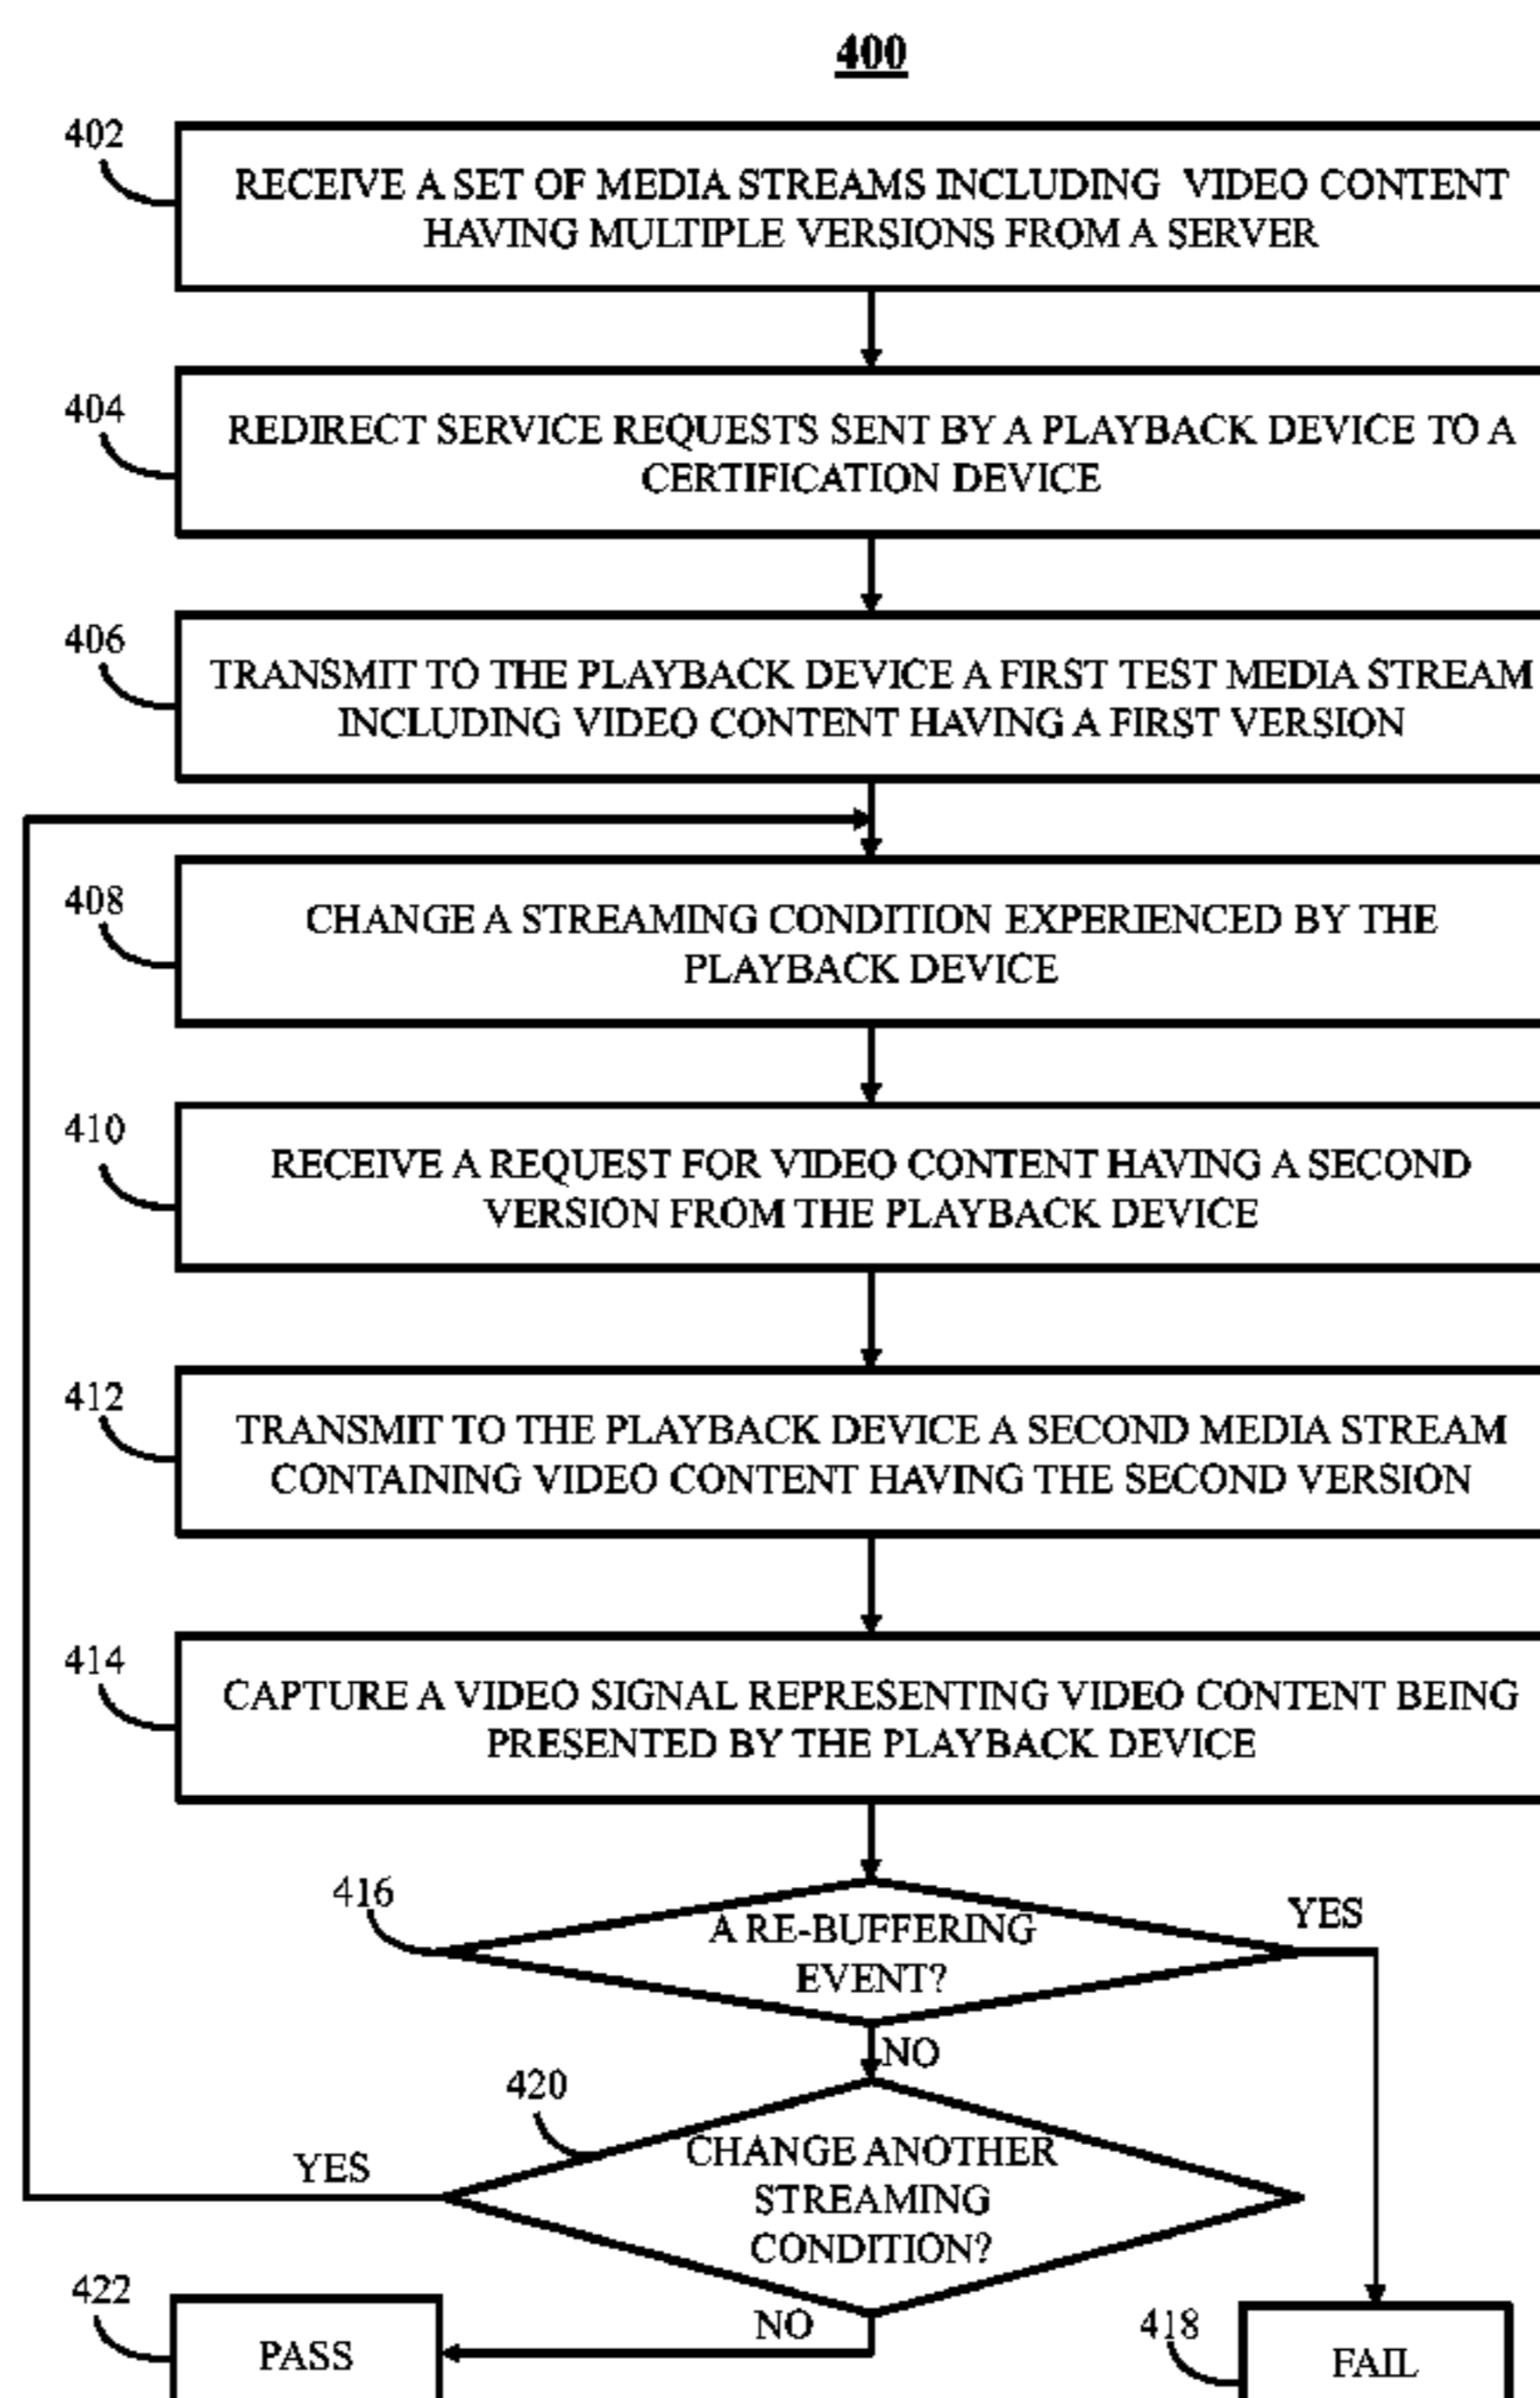 400
402
RECEIVE A SET OF MEDIA STREAMS INCLUDING VIDEO CONTENT
HAVING MULTIPLE VERSIONS FROM A SERVER
404
REDIRECT SERVICE REQUESTS SENT BY A PLAYBACK DEVICE TO A
CERTIFICATION DEVICE
406
TRANSMIT TO THE PLAYBACK DEVICE A FIRST TEST MEDIA STREAM
INCLUDING VIDEO CONTENT HAVING A FIRST VERSION
408
CHANGE A STREAMING CONDITION EXPERIENCED BY THE
PLAYBACK DEVICE
410
RECEIVE A REQUEST FOR VIDEO CONTENT HAVING A SECOND
VERSION FROM THE PLAYBACK DEVICE
412
TRANSMIT TO THE PLAYBACK DEVICE A SECOND MEDIA STREAM
CONTAINING VIDEO CONTENT HAVING THE SECOND VERSION
414
CAPTURE A VIDEO SIGNAL REPRESENTING VIDEO CONTENT BEING
PRESENTED BY THE PLAYBACK DEVICE
416
A RE-BUFFERING
EVENT?
YES
NO
420
CHANGE ANOTHER
STREAMING
CONDITION?
YES
NO
422
PASS
418
FAIL